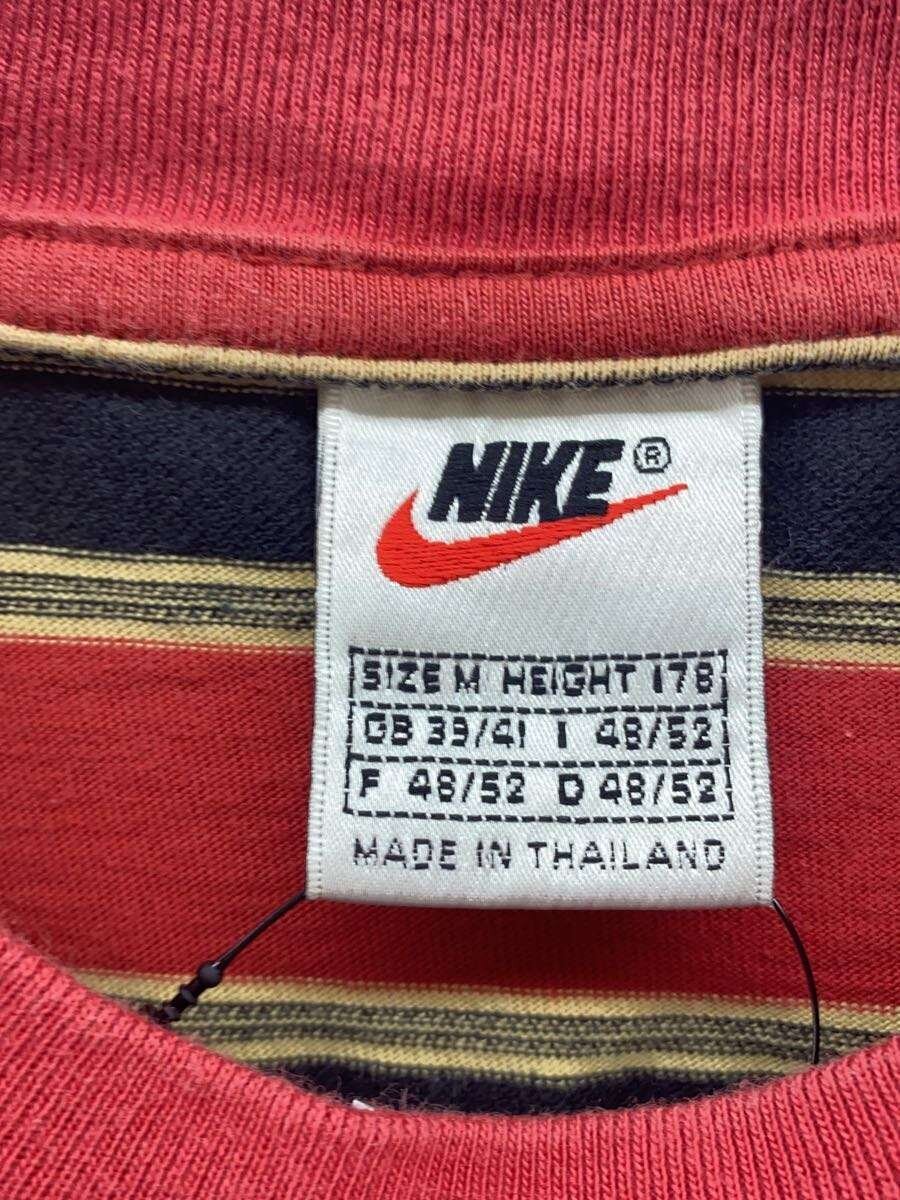 NIKE®
SIZE M HEIGHT 178
GB 39/41 I 48/52
F 48/52 D 48/52
MADE IN THAILAND